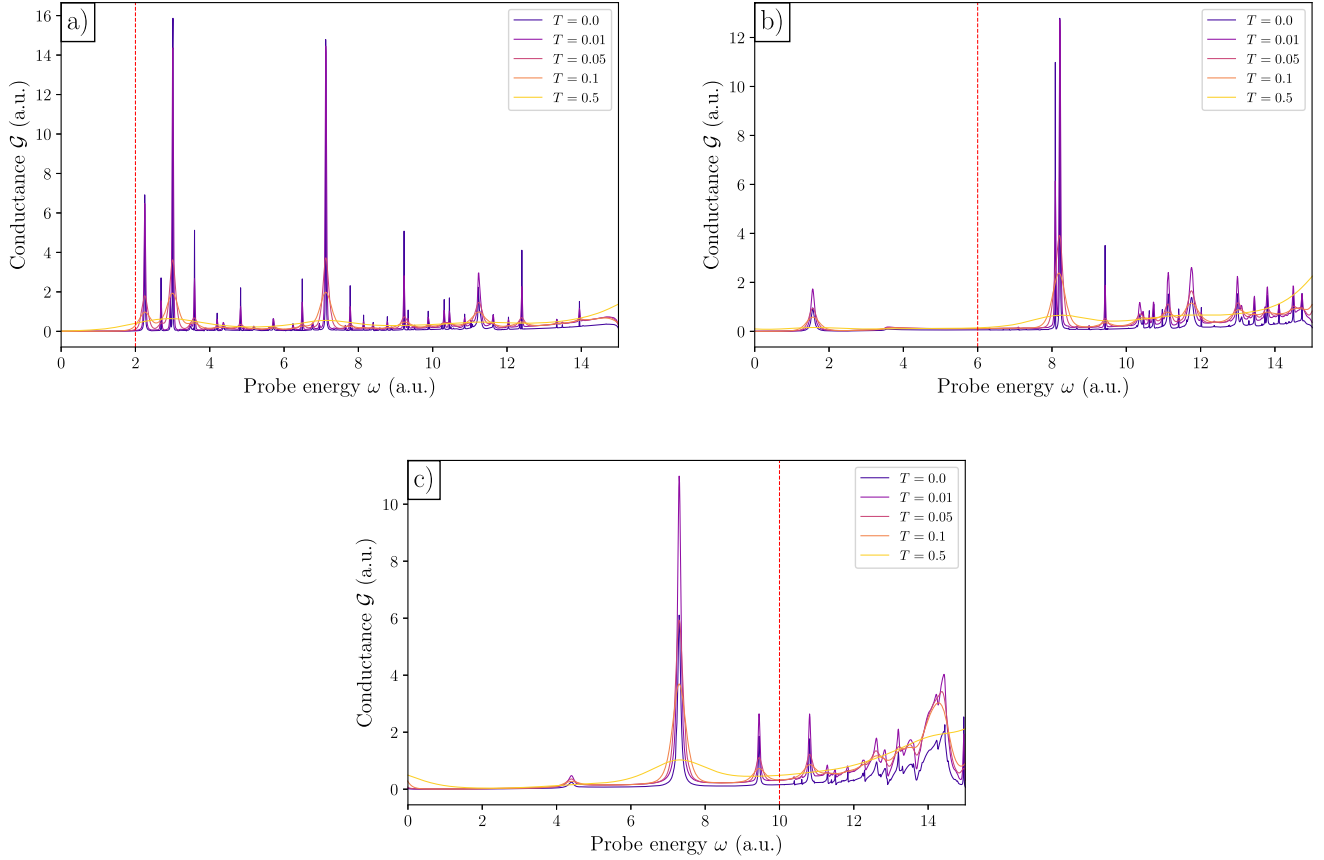 a)
Conductance 𝒢 (a.u.)
16
14
12
10
8
6
4
2
0
0 2 4 6 8 10 12 14
Probe energy ω (a.u.)
T = 0.0
T = 0.01
T = 0.05
T = 0.1
T = 0.5
b)
Conductance 𝒢 (a.u.)
12
10
8
6
4
2
0
0 2 4 6 8 10 12 14
Probe energy ω (a.u.)
T = 0.0
T = 0.01
T = 0.05
T = 0.1
T = 0.5
c)
Conductance 𝒢 (a.u.)
10
8
6
4
2
0
0 2 4 6 8 10 12 14
Probe energy ω (a.u.)
T = 0.0
T = 0.01
T = 0.05
T = 0.1
T = 0.5